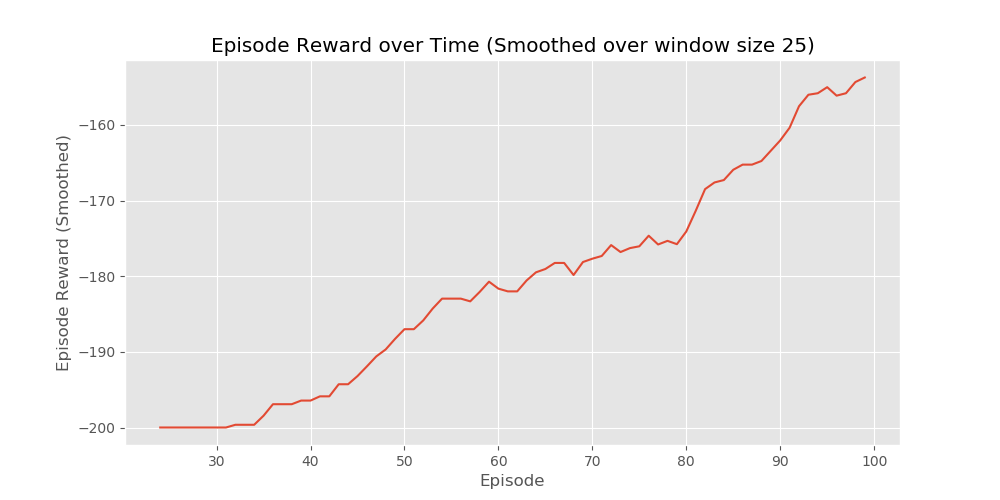 Episode Reward over Time (Smoothed over window size 25)
Episode Reward (Smoothed)
−160
−170
−180
−190
−200
30 40 50 60 70 80 90 100
Episode